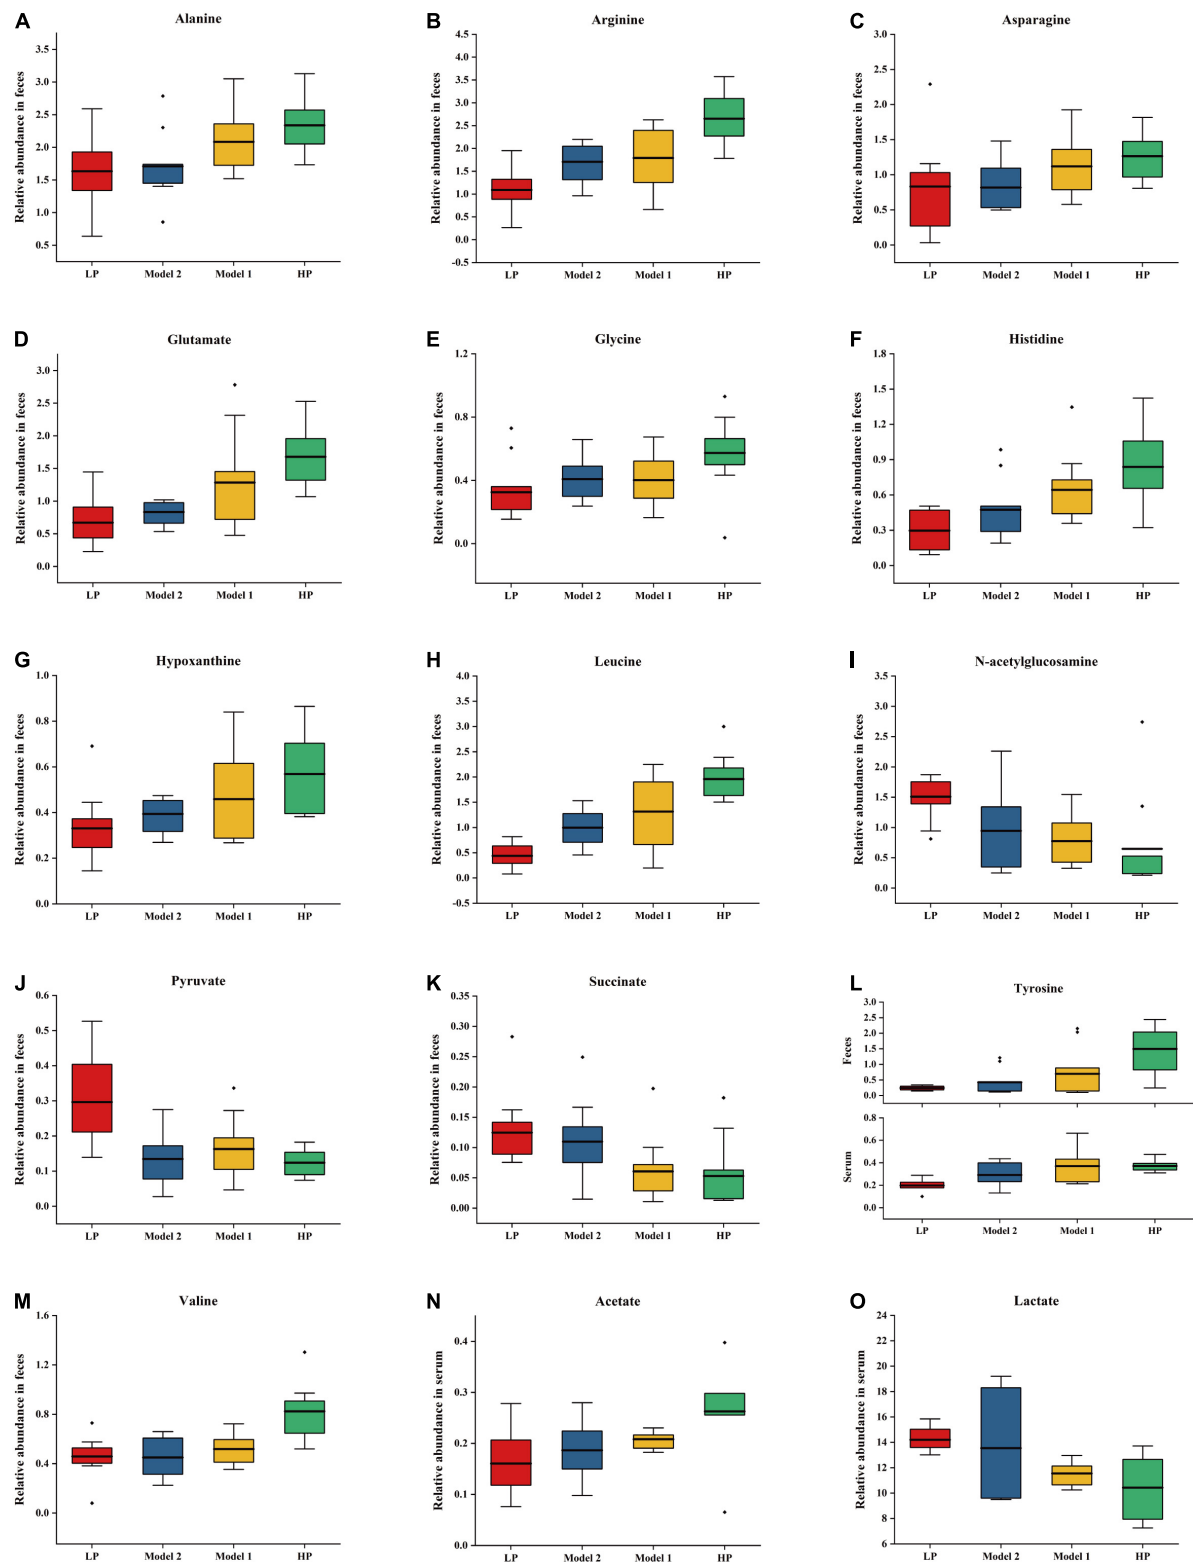 A Alanine
Relative abundance in feces
3.5
3.0
2.5
2.0
1.5
1.0
0.5
LP Model 2 Model 1 HP
B Arginine
Relative abundance in feces
4.5
4.0
3.5
3.0
2.5
2.0
1.5
1.0
0.5
0.0
-0.5
LP Model 2 Model 1 HP
C Asparagine
Relative abundance in feces
3.0
2.5
2.0
1.5
1.0
0.5
0.0
LP Model 2 Model 1 HP
D Glutamate
Relative abundance in feces
3.0
2.5
2.0
1.5
1.0
0.5
0.0
LP Model 2 Model 1 HP
E Glycine
Relative abundance in feces
1.2
0.8
0.4
0.0
LP Model 2 Model 1 HP
F Histidine
Relative abundance in feces
1.8
1.5
1.2
0.9
0.6
0.3
0.0
LP Model 2 Model 1 HP
G Hypoxanthine
Relative abundance in feces
1.0
0.8
0.6
0.4
0.2
0.0
LP Model 2 Model 1 HP
H Leucine
Relative abundance in feces
4.0
3.5
3.0
2.5
2.0
1.5
1.0
0.5
0.0
-0.5
LP Model 2 Model 1 HP
I N-acetylglucosamine
Relative abundance in feces
3.5
3.0
2.5
2.0
1.5
1.0
0.5
0.0
LP Model 2 Model 1 HP
J Pyruvate
Relative abundance in feces
0.6
0.5
0.4
0.3
0.2
0.1
0.0
LP Model 2 Model 1 HP
K Succinate
Relative abundance in feces
0.35
0.30
0.25
0.20
0.15
0.10
0.05
0.00
LP Model 2 Model 1 HP
L Tyrosine
Feces
3.0
2.5
2.0
1.5
1.0
0.5
0.0
Serum
0.8
0.6
0.4
0.2
0.0
LP Model 2 Model 1 HP
M Valine
Relative abundance in feces
1.6
1.2
0.8
0.4
0.0
LP Model 2 Model 1 HP
N Acetate
Relative abundance in serum
0.4
0.3
0.2
0.1
0.0
LP Model 2 Model 1 HP
O Lactate
Relative abundance in serum
24
22
20
18
16
14
12
10
8
6
LP Model 2 Model 1 HP